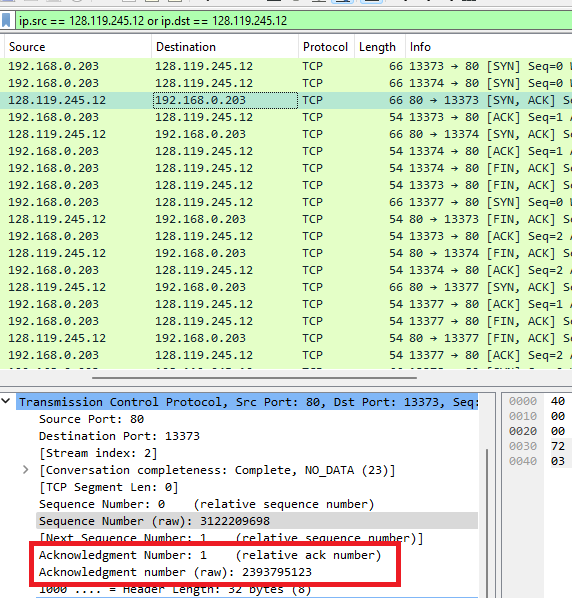 ip.src == 128.119.245.12 or ip.dst == 128.119.245.12
Source Destination Protocol Length Info
192.168.0.203 128.119.245.12 TCP 66 13373 → 80 [SYN] Seq=0
192.168.0.203 128.119.245.12 TCP 66 13374 → 80 [SYN] Seq=0
128.119.245.12 192.168.0.203 TCP 66 80 → 13373 [SYN, ACK]
192.168.0.203 128.119.245.12 TCP 54 13373 → 80 [ACK] Seq=1
128.119.245.12 192.168.0.203 TCP 66 80 → 13374 [SYN, ACK]
192.168.0.203 128.119.245.12 TCP 54 13374 → 80 [ACK] Seq=1
192.168.0.203 128.119.245.12 TCP 54 13374 → 80 [FIN, ACK]
192.168.0.203 128.119.245.12 TCP 54 13373 → 80 [FIN, ACK]
192.168.0.203 128.119.245.12 TCP 66 13377 → 80 [SYN] Seq=0
128.119.245.12 192.168.0.203 TCP 54 80 → 13373 [FIN, ACK]
192.168.0.203 128.119.245.12 TCP 54 13373 → 80 [ACK] Seq=2
128.119.245.12 192.168.0.203 TCP 54 80 → 13374 [FIN, ACK]
192.168.0.203 128.119.245.12 TCP 54 13374 → 80 [ACK] Seq=2
128.119.245.12 192.168.0.203 TCP 66 80 → 13377 [SYN, ACK]
192.168.0.203 128.119.245.12 TCP 54 13377 → 80 [ACK] Seq=1
192.168.0.203 128.119.245.12 TCP 54 13377 → 80 [FIN, ACK]
128.119.245.12 192.168.0.203 TCP 54 80 → 13377 [FIN, ACK]
192.168.0.203 128.119.245.12 TCP 54 13377 → 80 [ACK] Seq=2
Transmission Control Protocol, Src Port: 80, Dst Port: 13373, Seq:
Source Port: 80
Destination Port: 13373
[Stream index: 2]
[Conversation completeness: Complete, NO_DATA (23)]
[TCP Segment Len: 0]
Sequence Number: 0 (relative sequence number)
Sequence Number (raw): 3122209698
[Next Sequence Number: 1 (relative sequence number)]
Acknowledgment Number: 1 (relative ack number)
Acknowledgment number (raw): 2393795123
1000 .... = Header Length: 32 bytes (8)
0000 40
0010 00
0020 00
0030 72
0040 03